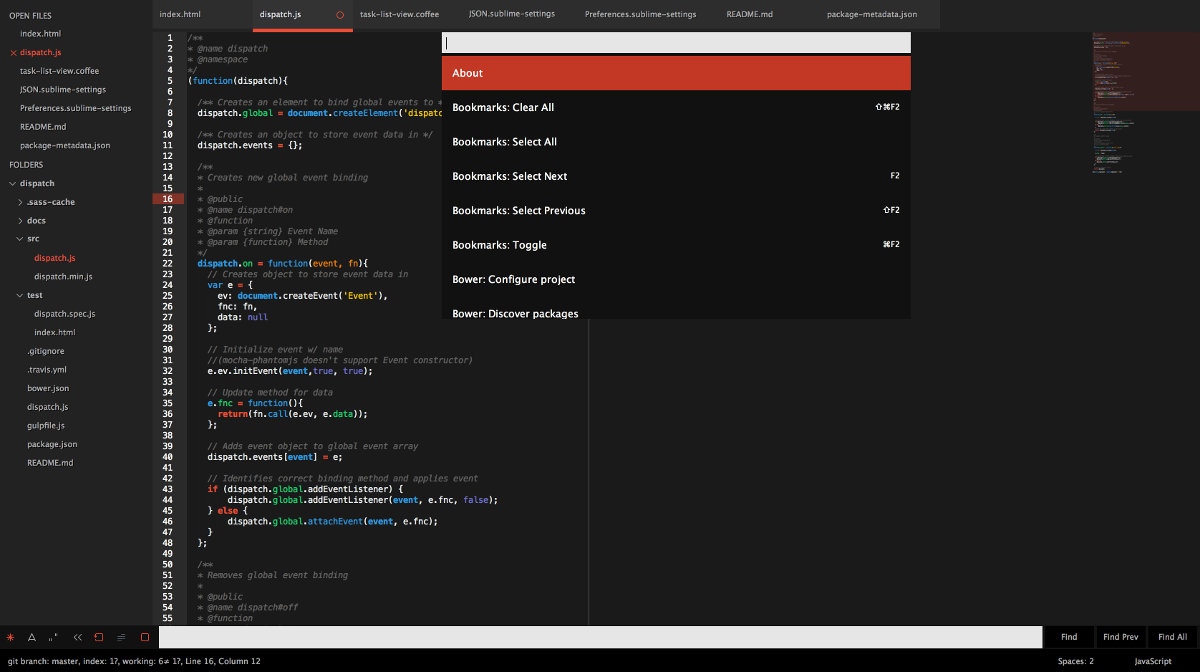 OPEN FILES
index.html
dispatch.js
task-list-view.coffee
JSON.sublime-settings
Preferences.sublime-settings
README.md
package-metadata.json
FOLDERS
dispatch
.sass-cache
docs
src
dispatch.js
dispatch.min.js
test
dispatch.spec.js
index.html
.gitignore
.travis.yml
bower.json
dispatch.js
gulpfile.js
package.json
README.md
index.html dispatch.js task-list-view.coffee JSON.sublime-settings Preferences.sublime-settings README.md package-metadata.json
1 /**
2 * @name dispatch
3 * @namespace
4 */
5 (function(dispatch){
6
7 /** Creates an element to bind global events to *
8 dispatch.global = document.createElement('dispatc
9
10 /** Creates an object to store event data in */
11 dispatch.events = {};
12
13 /**
14 * Creates new global event binding
15 *
16 * @public
17 * @name dispatch#on
18 * @function
19 * @param {string} Event Name
20 * @param {function} Method
21 */
22 dispatch.on = function(event, fn){
23 // Creates object to store event data in
24 var e = {
25 ev: document.createEvent('Event'),
26 fnc: fn,
27 data: null
28 };
29
30 // Initialize event w/ name
31 //(mocha-phantomjs doesn't support Event constructor)
32 e.ev.initEvent(event,true, true);
33
34 // Update method for data
35 e.fnc = function(){
36 return(fn.call(e.ev, e.data));
37 };
38
39 // Adds event object to global event array
40 dispatch.events[event] = e;
41
42 // Identifies correct binding method and applies event
43 if (dispatch.global.addEventListener) {
44 dispatch.global.addEventListener(event, e.fnc, false);
45 } else {
46 dispatch.global.attachEvent(event, e.fnc);
47 }
48 };
49
50 /**
51 * Removes global event binding
52 *
53 * @public
54 * @name dispatch#off
55 * @function
About
Bookmarks: Clear All ⇧⌘F2
Bookmarks: Select All
Bookmarks: Select Next F2
Bookmarks: Select Previous ⇧F2
Bookmarks: Toggle ⌘F2
Bower: Configure project
Bower: Discover packages
Find Find Prev Find All
git branch: master, index: 17, working: 6≠ 17, Line 16, Column 12 Spaces: 2 JavaScript